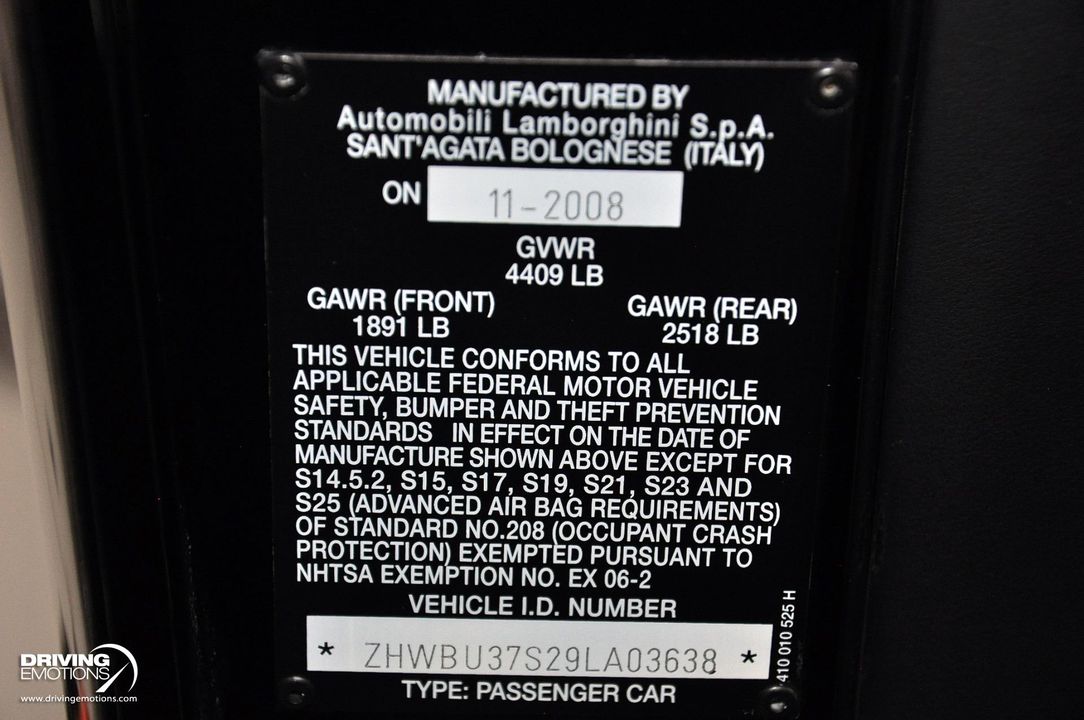 MANUFACTURED BY
Automobili Lamborghini S.p.A.
SANT'AGATA BOLOGNESE (ITALY)
ON 11-2008
GVWR
4409 LB
GAWR (FRONT) GAWR (REAR)
1891 LB 2518 LB
THIS VEHICLE CONFORMS TO ALL
APPLICABLE FEDERAL MOTOR VEHICLE
SAFETY, BUMPER AND THEFT PREVENTION
STANDARDS IN EFFECT ON THE DATE OF
MANUFACTURE SHOWN ABOVE EXCEPT FOR
S14.5.2, S15, S17, S19, S21, S23 AND
S25 (ADVANCED AIR BAG REQUIREMENTS)
OF STANDARD NO.208 (OCCUPANT CRASH
PROTECTION) EXEMPTED PURSUANT TO
NHTSA EXEMPTION NO. EX 06-2
VEHICLE I.D. NUMBER
* ZHWBU37S29LA03638 *
TYPE: PASSENGER CAR
410 010 525 H
DRIVING
EMOTIONS
www.drivingemotions.com